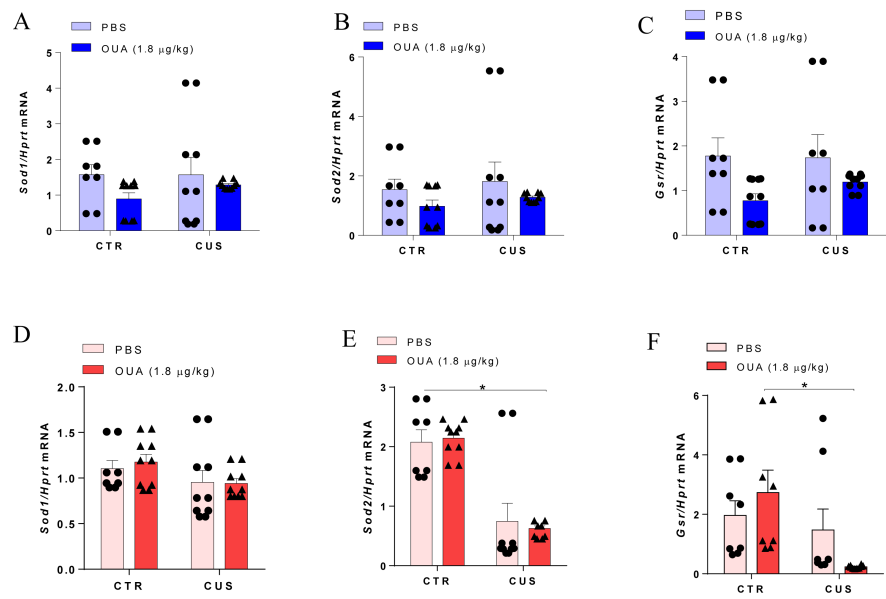 A
PBS
OUA (1.8 μg/kg)
Sod1/Hprt mRNA
5
4
3
2
1
0
CTR
CUS
B
PBS
OUA (1.8 μg/kg)
Sod2/Hprt mRNA
6
4
2
0
CTR
CUS
C
PBS
OUA (1.8 μg/kg)
Gsr/Hprt mRNA
4
3
2
1
0
CTR
CUS
D
PBS
OUA (1.8 μg/kg)
Sod1/Hprt mRNA
2.0
1.5
1.0
0.5
0.0
CTR
CUS
E
PBS
OUA (1.8 μg/kg)
*
Sod2/Hprt mRNA
3
2
1
0
CTR
CUS
F
PBS
OUA (1.8 μg/kg)
*
Gsr/Hprt mRNA
6
4
2
0
CTR
CUS